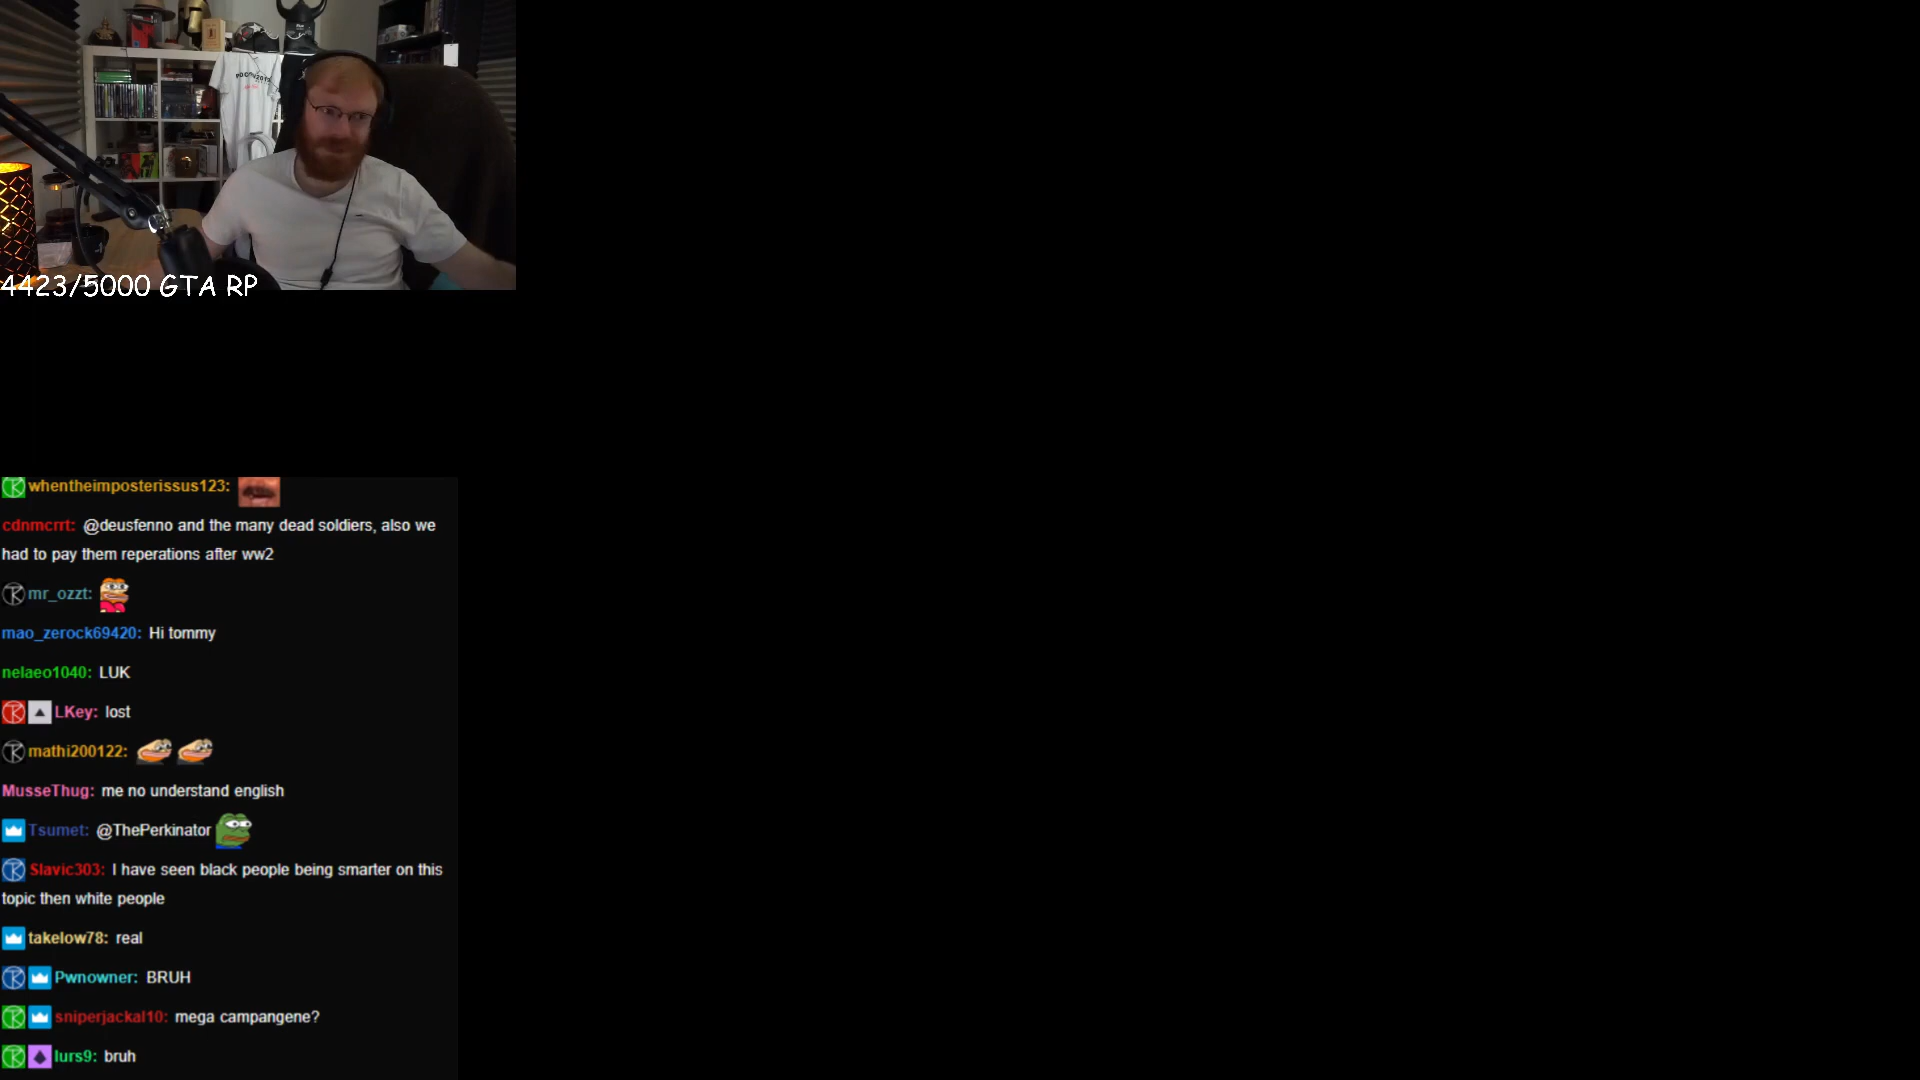 4423/5000 GTA RP
whentheimposterissus123:
cdnmcrrt: @deusfenno and the many dead soldiers, also we
had to pay them reperations after ww2
mr_ozzt:
mao_zerock69420: Hi tommy
nelaeo1040: LUK
LKey: lost
mathi200122:
MusseThug: me no understand english
Tsumet: @ThePerkinator
Slavic303: I have seen black people being smarter on this
topic then white people
takelow78: real
Pwnowner: BRUH
sniperjackal10: mega campangene?
lurs9: bruh